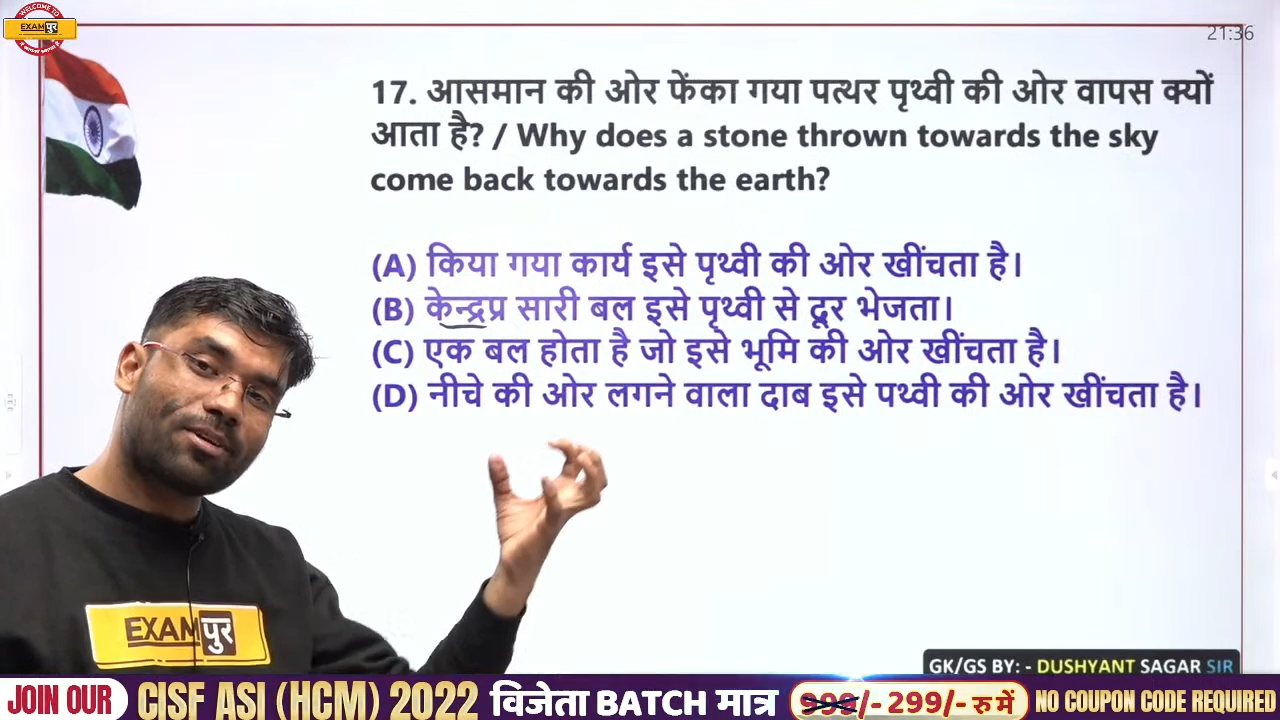 WELCOME TO
EXAMपुर
21:36
17. आसमान की ओर फेंका गया पत्थर पृथ्वी की ओर वापस क्यों
आता है? / Why does a stone thrown towards the sky
come back towards the earth?
(A) किया गया कार्य इसे पृथ्वी की ओर खींचता है।
(B) केन्द्रप्र सारी बल इसे पृथ्वी से दूर भेजता।
(C) एक बल होता है जो इसे भूमि की ओर खींचता है।
(D) नीचे की ओर लगने वाला दाब इसे पथ्वी की ओर खींचता है।
EXAMपुर
GK/GS BY: - DUSHYANT SAGAR SIR
JOIN OUR CISF ASI (HCM) 2022 विजेता BATCH मात्र 999/- 299/- रु में NO COUPON CODE REQUIRED